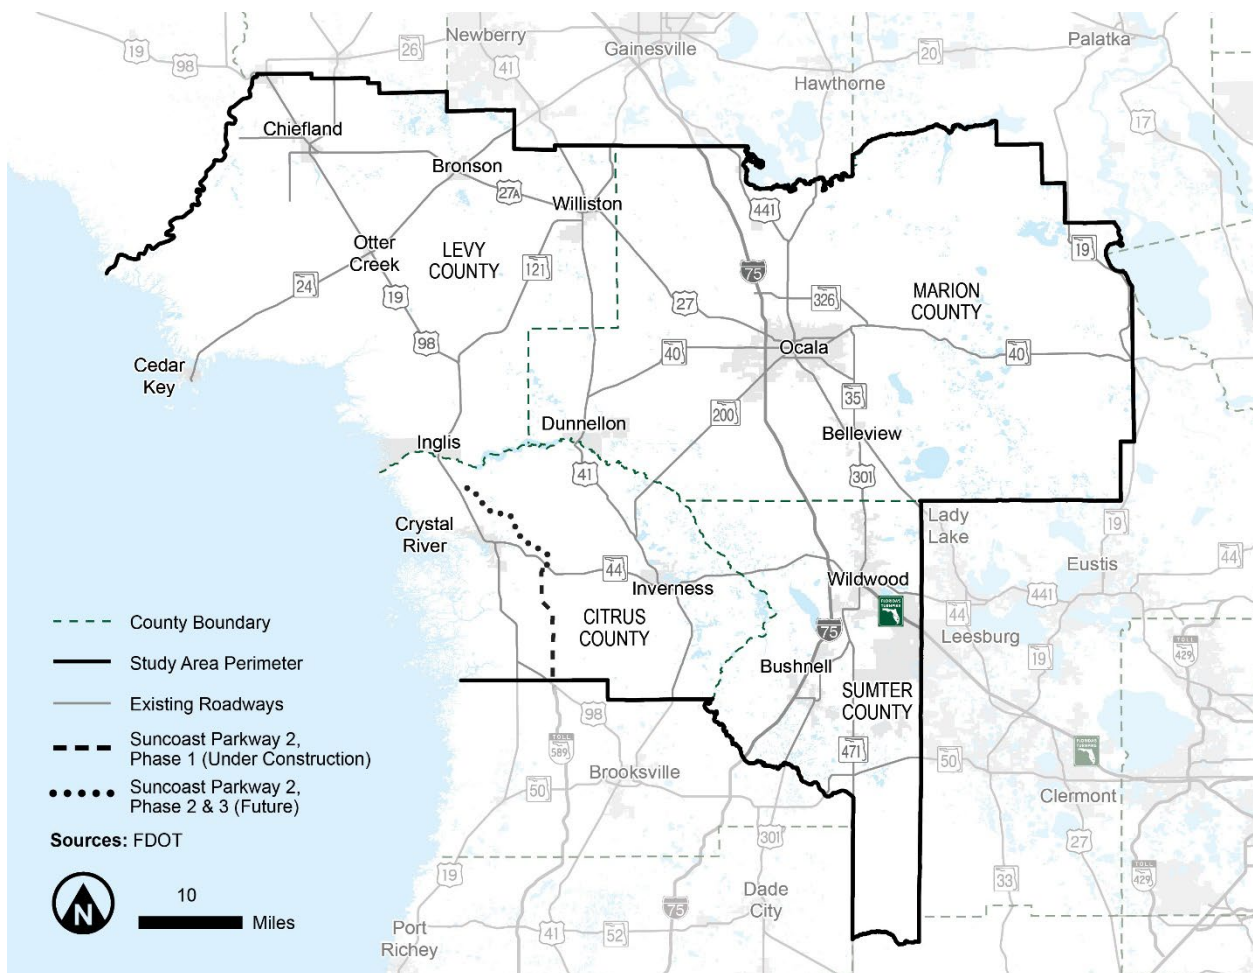 Newberry
Gainesville
Palatka
19
98
26
41
20
Hawthorne
17
Chiefland
Bronson
27A
Williston
441
Otter
Creek
LEVY
COUNTY
121
19
75
24
19
326
27
MARION
COUNTY
98
Cedar
Key
40
Ocala
40
35
200
Inglis
Dunnellon
Belleview
41
301
Crystal
River
Lady
Lake
19
44
Eustis
44
Inverness
Wildwood
FLORIDA'S
TURNPIKE
441
44
Leesburg
CITRUS
COUNTY
75
19
TOLL
429
Bushnell
SUMTER
COUNTY
98
TOLL
589
471
50
Brooksville
50
FLORIDA'S
TURNPIKE
Clermont
301
27
19
33
TOLL
429
75
Dade
City
Port
Richey
41
52
County Boundary
Study Area Perimeter
Existing Roadways
Suncoast Parkway 2,
Phase 1 (Under Construction)
Suncoast Parkway 2,
Phase 2 & 3 (Future)
Sources: FDOT
N
10
Miles